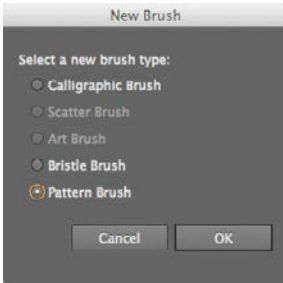 New Brush
Select a new brush type:
Calligraphic Brush
Scatter Brush
Art Brush
Bristle Brush
Pattern Brush
Cancel OK